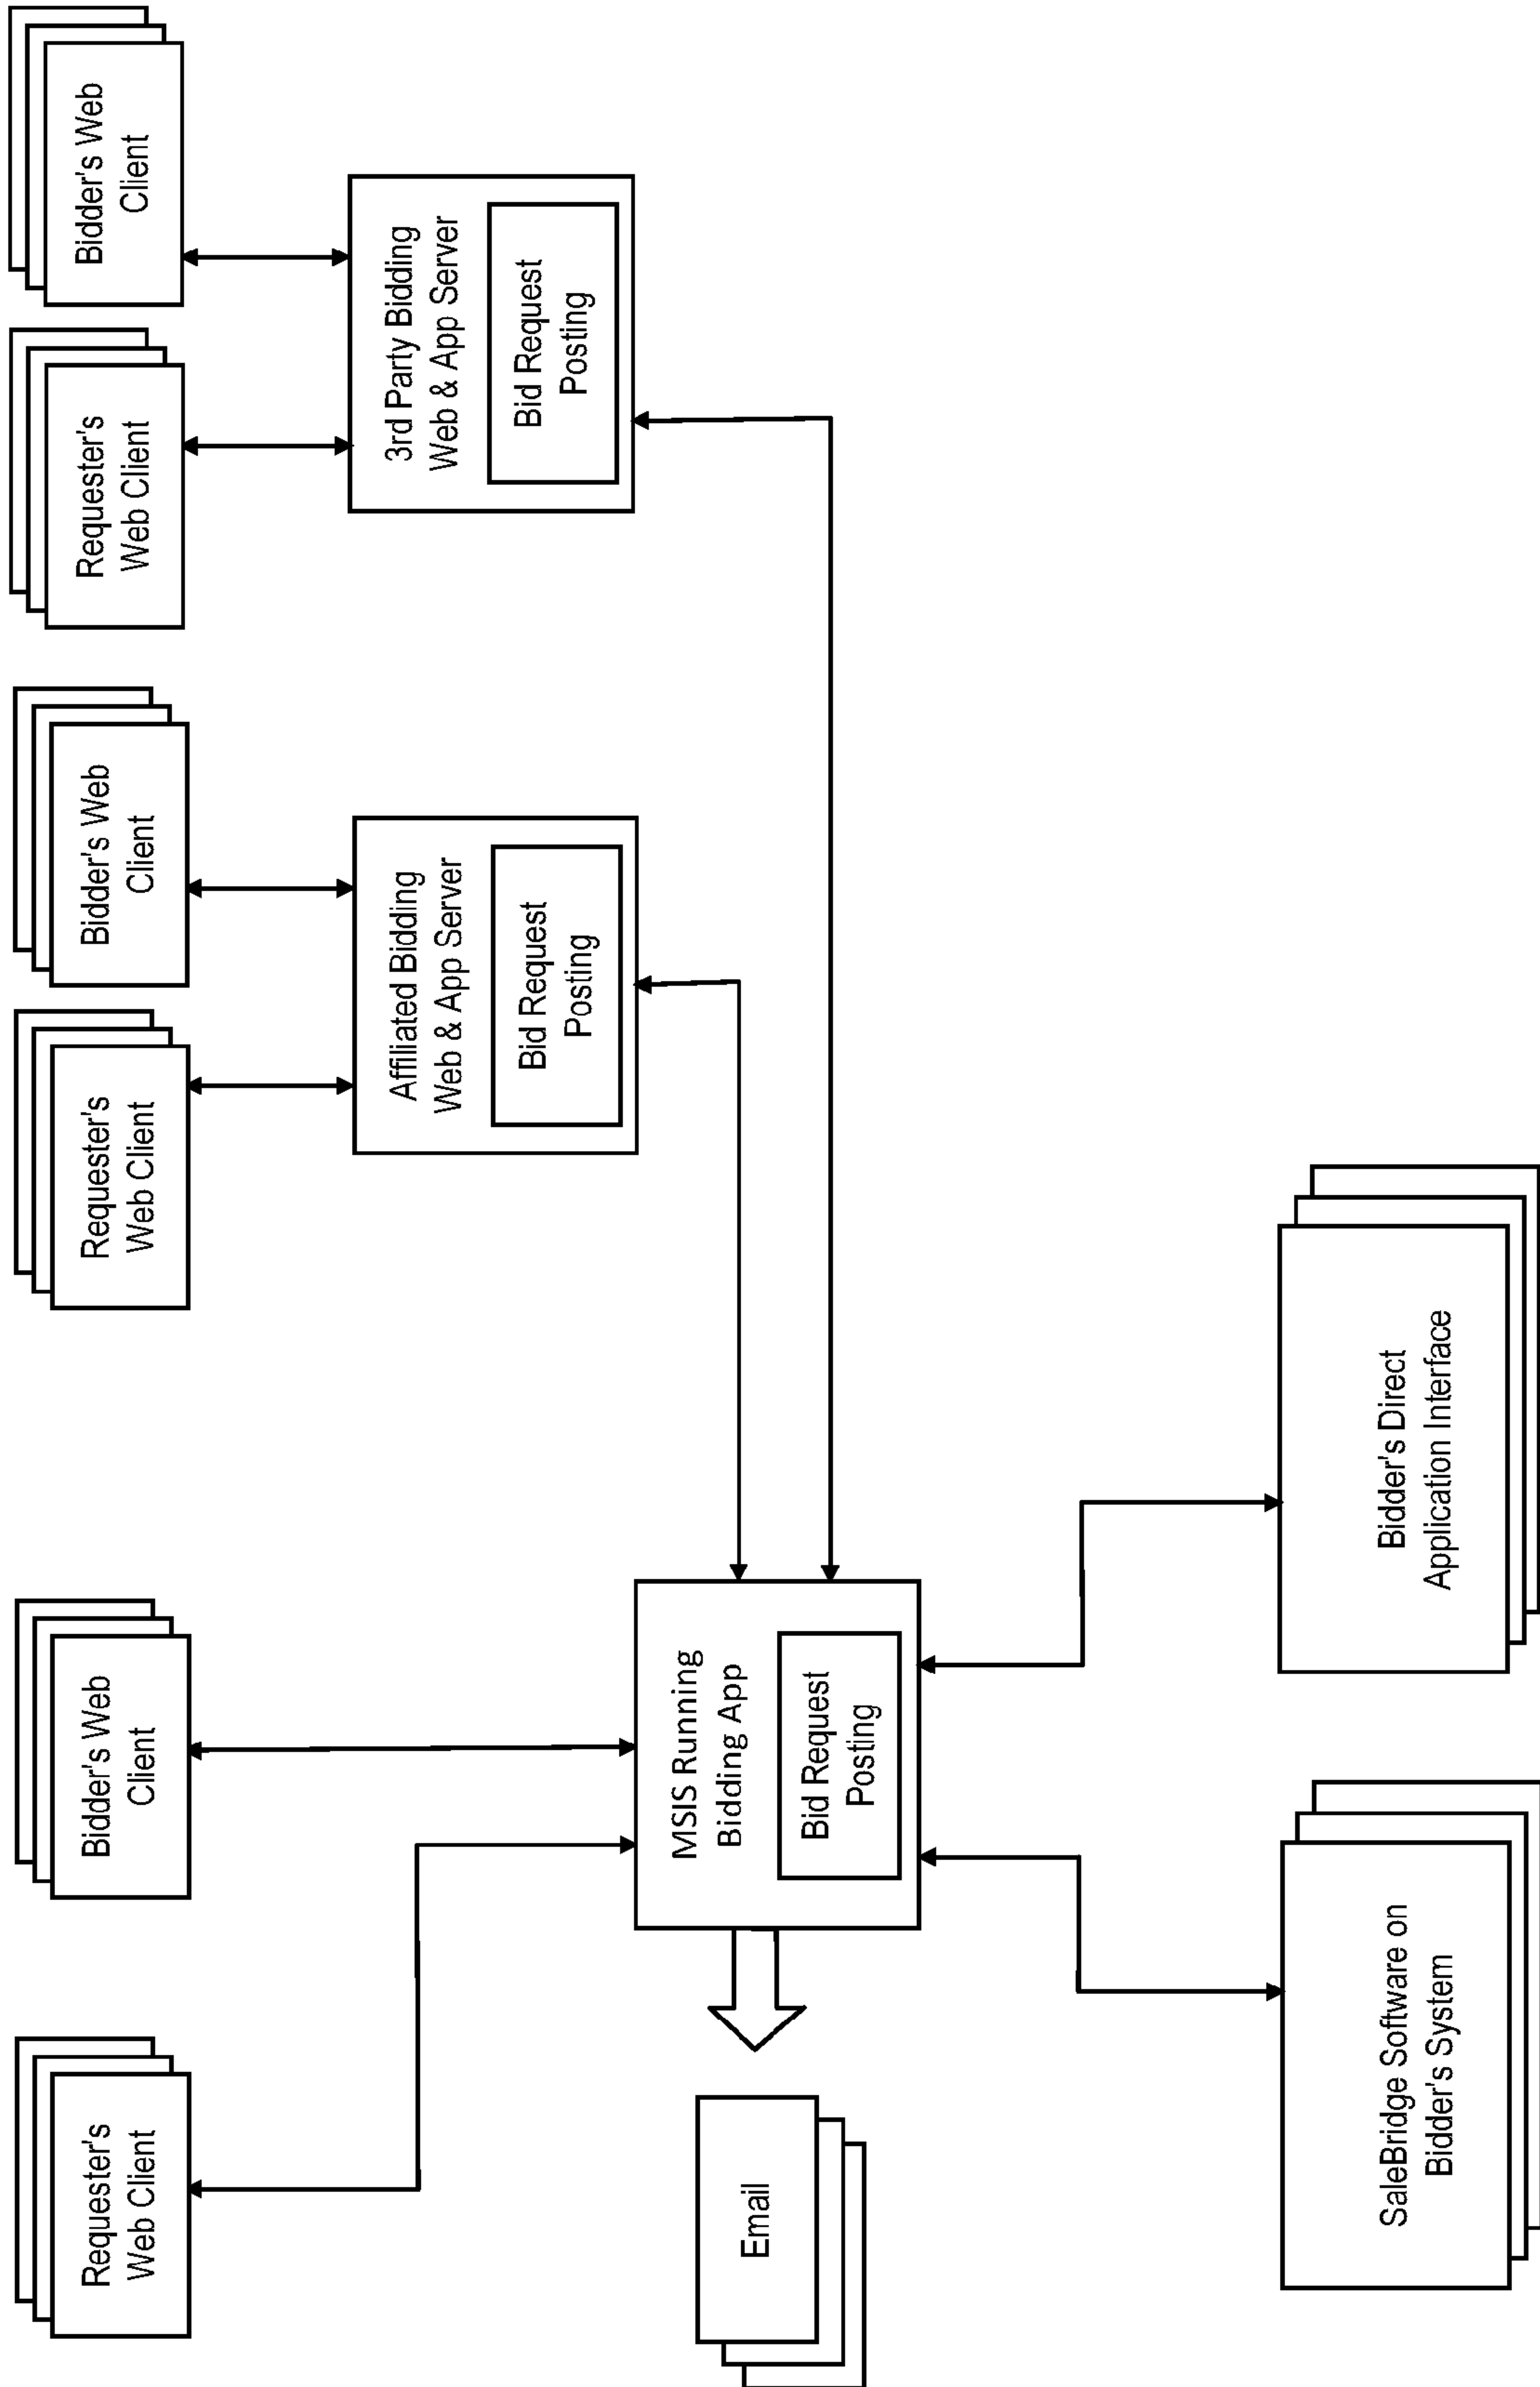 Requester's
Web Client
Bidder's Web
Client
Requester's
Web Client
Bidder's Web
Client
Requester's
Web Client
Bidder's Web
Client
Affiliated Bidding
Web & App Server
Bid Request
Posting
3rd Party Bidding
Web & App Server
Bid Request
Posting
Email
MSIS Running
Bidding App
Bid Request
Posting
SaleBridge Software on
Bidder's System
Bidder's Direct
Application Interface